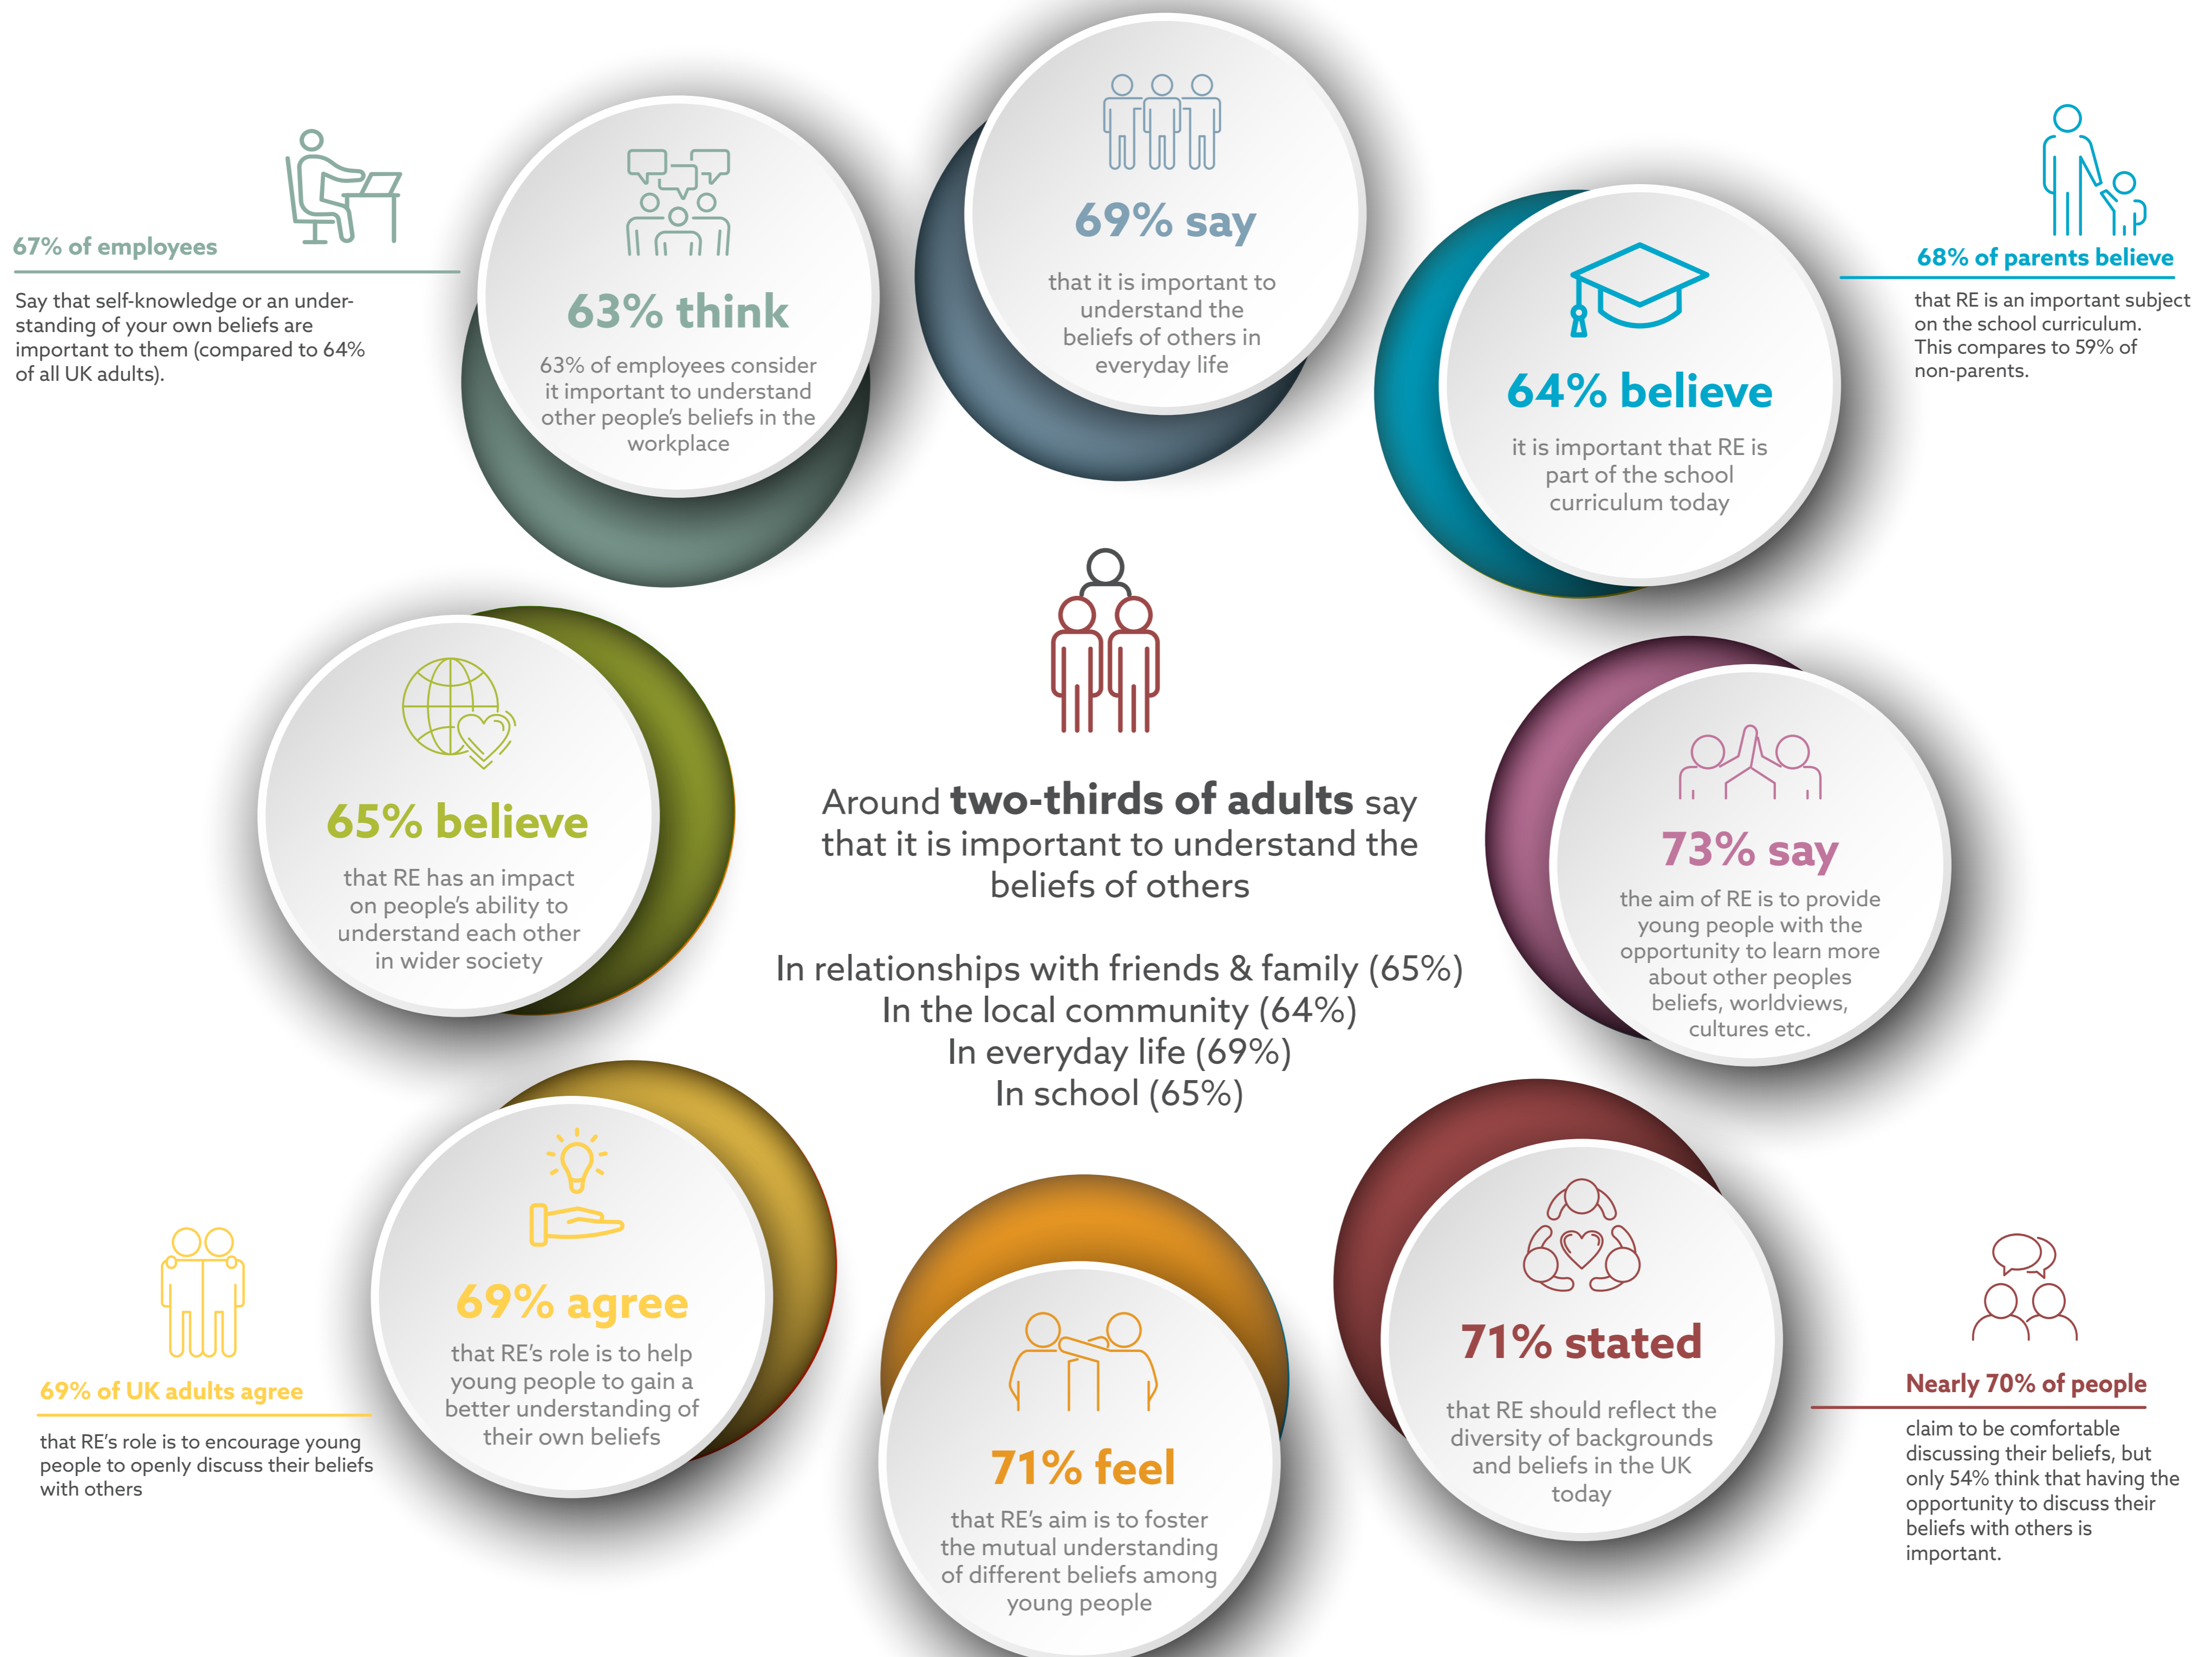 67% of employees
Say that self-knowledge or an under-
standing of your own beliefs are
important to them (compared to 64%
of all UK adults).
63% think
63% of employees consider
it important to understand
other people's beliefs in the
workplace
69% say
that it is important to
understand the
beliefs of others in
everyday life
64% believe
it is important that RE is
part of the school
curriculum today
68% of parents believe
that RE is an important subject
on the school curriculum.
This compares to 59% of
non-parents.
65% believe
that RE has an impact
on people's ability to
understand each other
in wider society
Around two-thirds of adults say
that it is important to understand the
beliefs of others
In relationships with friends & family (65%)
In the local community (64%)
In everyday life (69%)
In school (65%)
73% say
the aim of RE is to provide
young people with the
opportunity to learn more
about other peoples
beliefs, worldviews,
cultures etc.
69% of UK adults agree
that RE's role is to encourage young
people to openly discuss their beliefs
with others
69% agree
that RE's role is to help
young people to gain a
better understanding of
their own beliefs
71% feel
that RE's aim is to foster
the mutual understanding
of different beliefs among
young people
71% stated
that RE should reflect the
diversity of backgrounds
and beliefs in the UK
today
Nearly 70% of people
claim to be comfortable
discussing their beliefs, but
only 54% think that having the
opportunity to discuss their
beliefs with others is
important.